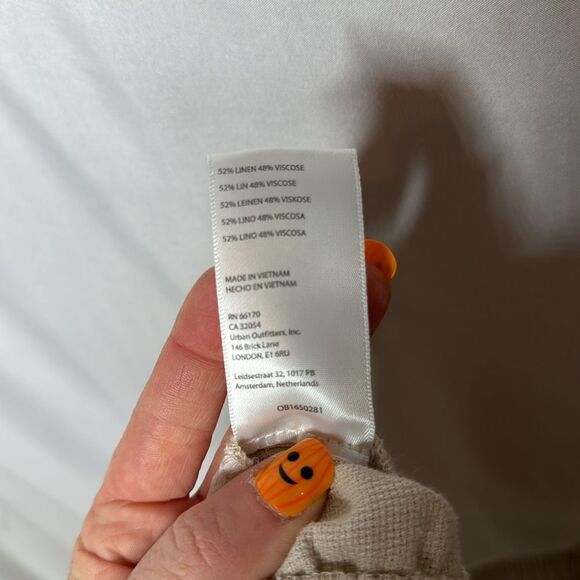 52% LINEN 48% VISCOSE
52% LIN 48% VISCOSE
52% LEINEN 48% VISKOSE
52% LINO 48% VISCOSA
52% LINO 48% VISCOSA
MADE IN VIETNAM
HECHO EN VIETNAM
RN 66170
CA 32054
Urban Outfitters, Inc.
146 Brick Lane
LONDON, E1 6RU
Leidsestraat 32, 1017 PB
Amsterdam, Netherlands
OB1650281